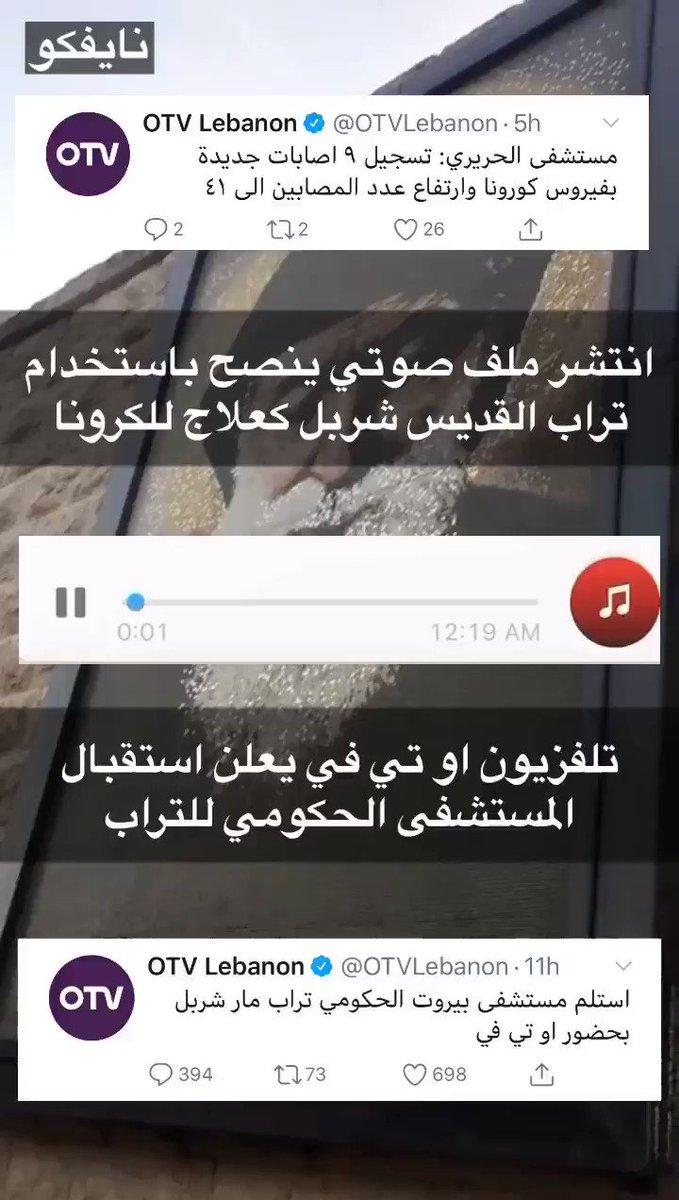 نايفكو
OTV Lebanon @OTVLebanon · 5h
OTV
مستشفى الحريري: تسجيل ٩ اصابات جديدة
بفيروس كورونا وارتفاع عدد المصابين الى ٤١
2 2 26
انتشر ملف صوتي ينصح باستخدام
تراب القديس شربل كعلاج للكرونا
0:01 12:19 AM
تلفزيون او تي في يعلن استقبال
المستشفى الحكومي للتراب
OTV Lebanon @OTVLebanon · 11h
OTV
استلم مستشفى بيروت الحكومي تراب مار شربل
بحضور او تي في
394 73 698